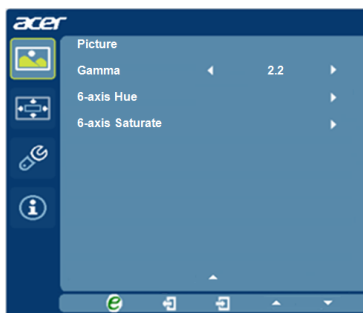 acer
Picture
Gamma 2.2
6-axis Hue
6-axis Saturate